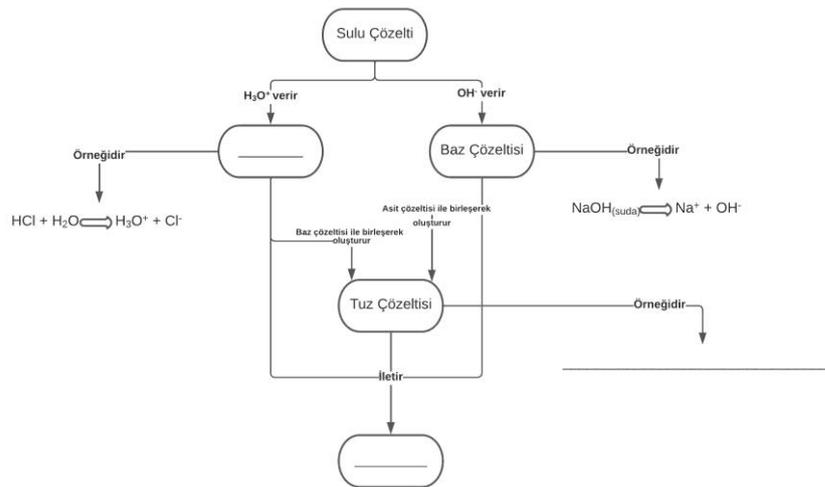 Sulu Çözelti
H₃O⁺ verir
OH⁻ verir
Baz Çözeltisi
Örneğidir
Örneğidir
HCl + H₂O ⇌ H₃O⁺ + Cl⁻
NaOH(suda) ⇌ Na⁺ + OH⁻
Asit çözeltisi ile birleşerek
oluşturur
Baz çözeltisi ile birleşerek
oluşturur
Tuz Çözeltisi
Örneğidir
İletir